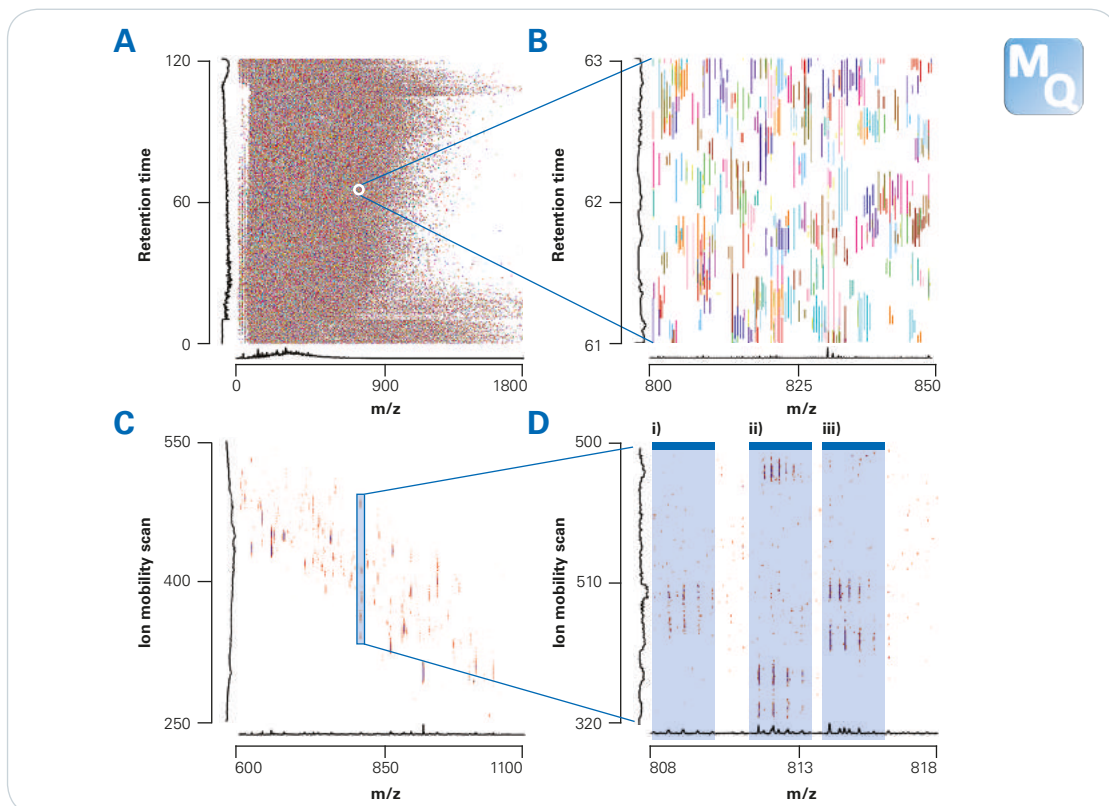 A
120
60
0
Retention time
0
900
1800
m/z
B
63
62
61
Retention time
800
825
850
m/z
MQ
C
550
400
250
Ion mobility scan
600
850
1100
m/z
D
i)
ii)
iii)
500
510
320
Ion mobility scan
808
813
818
m/z